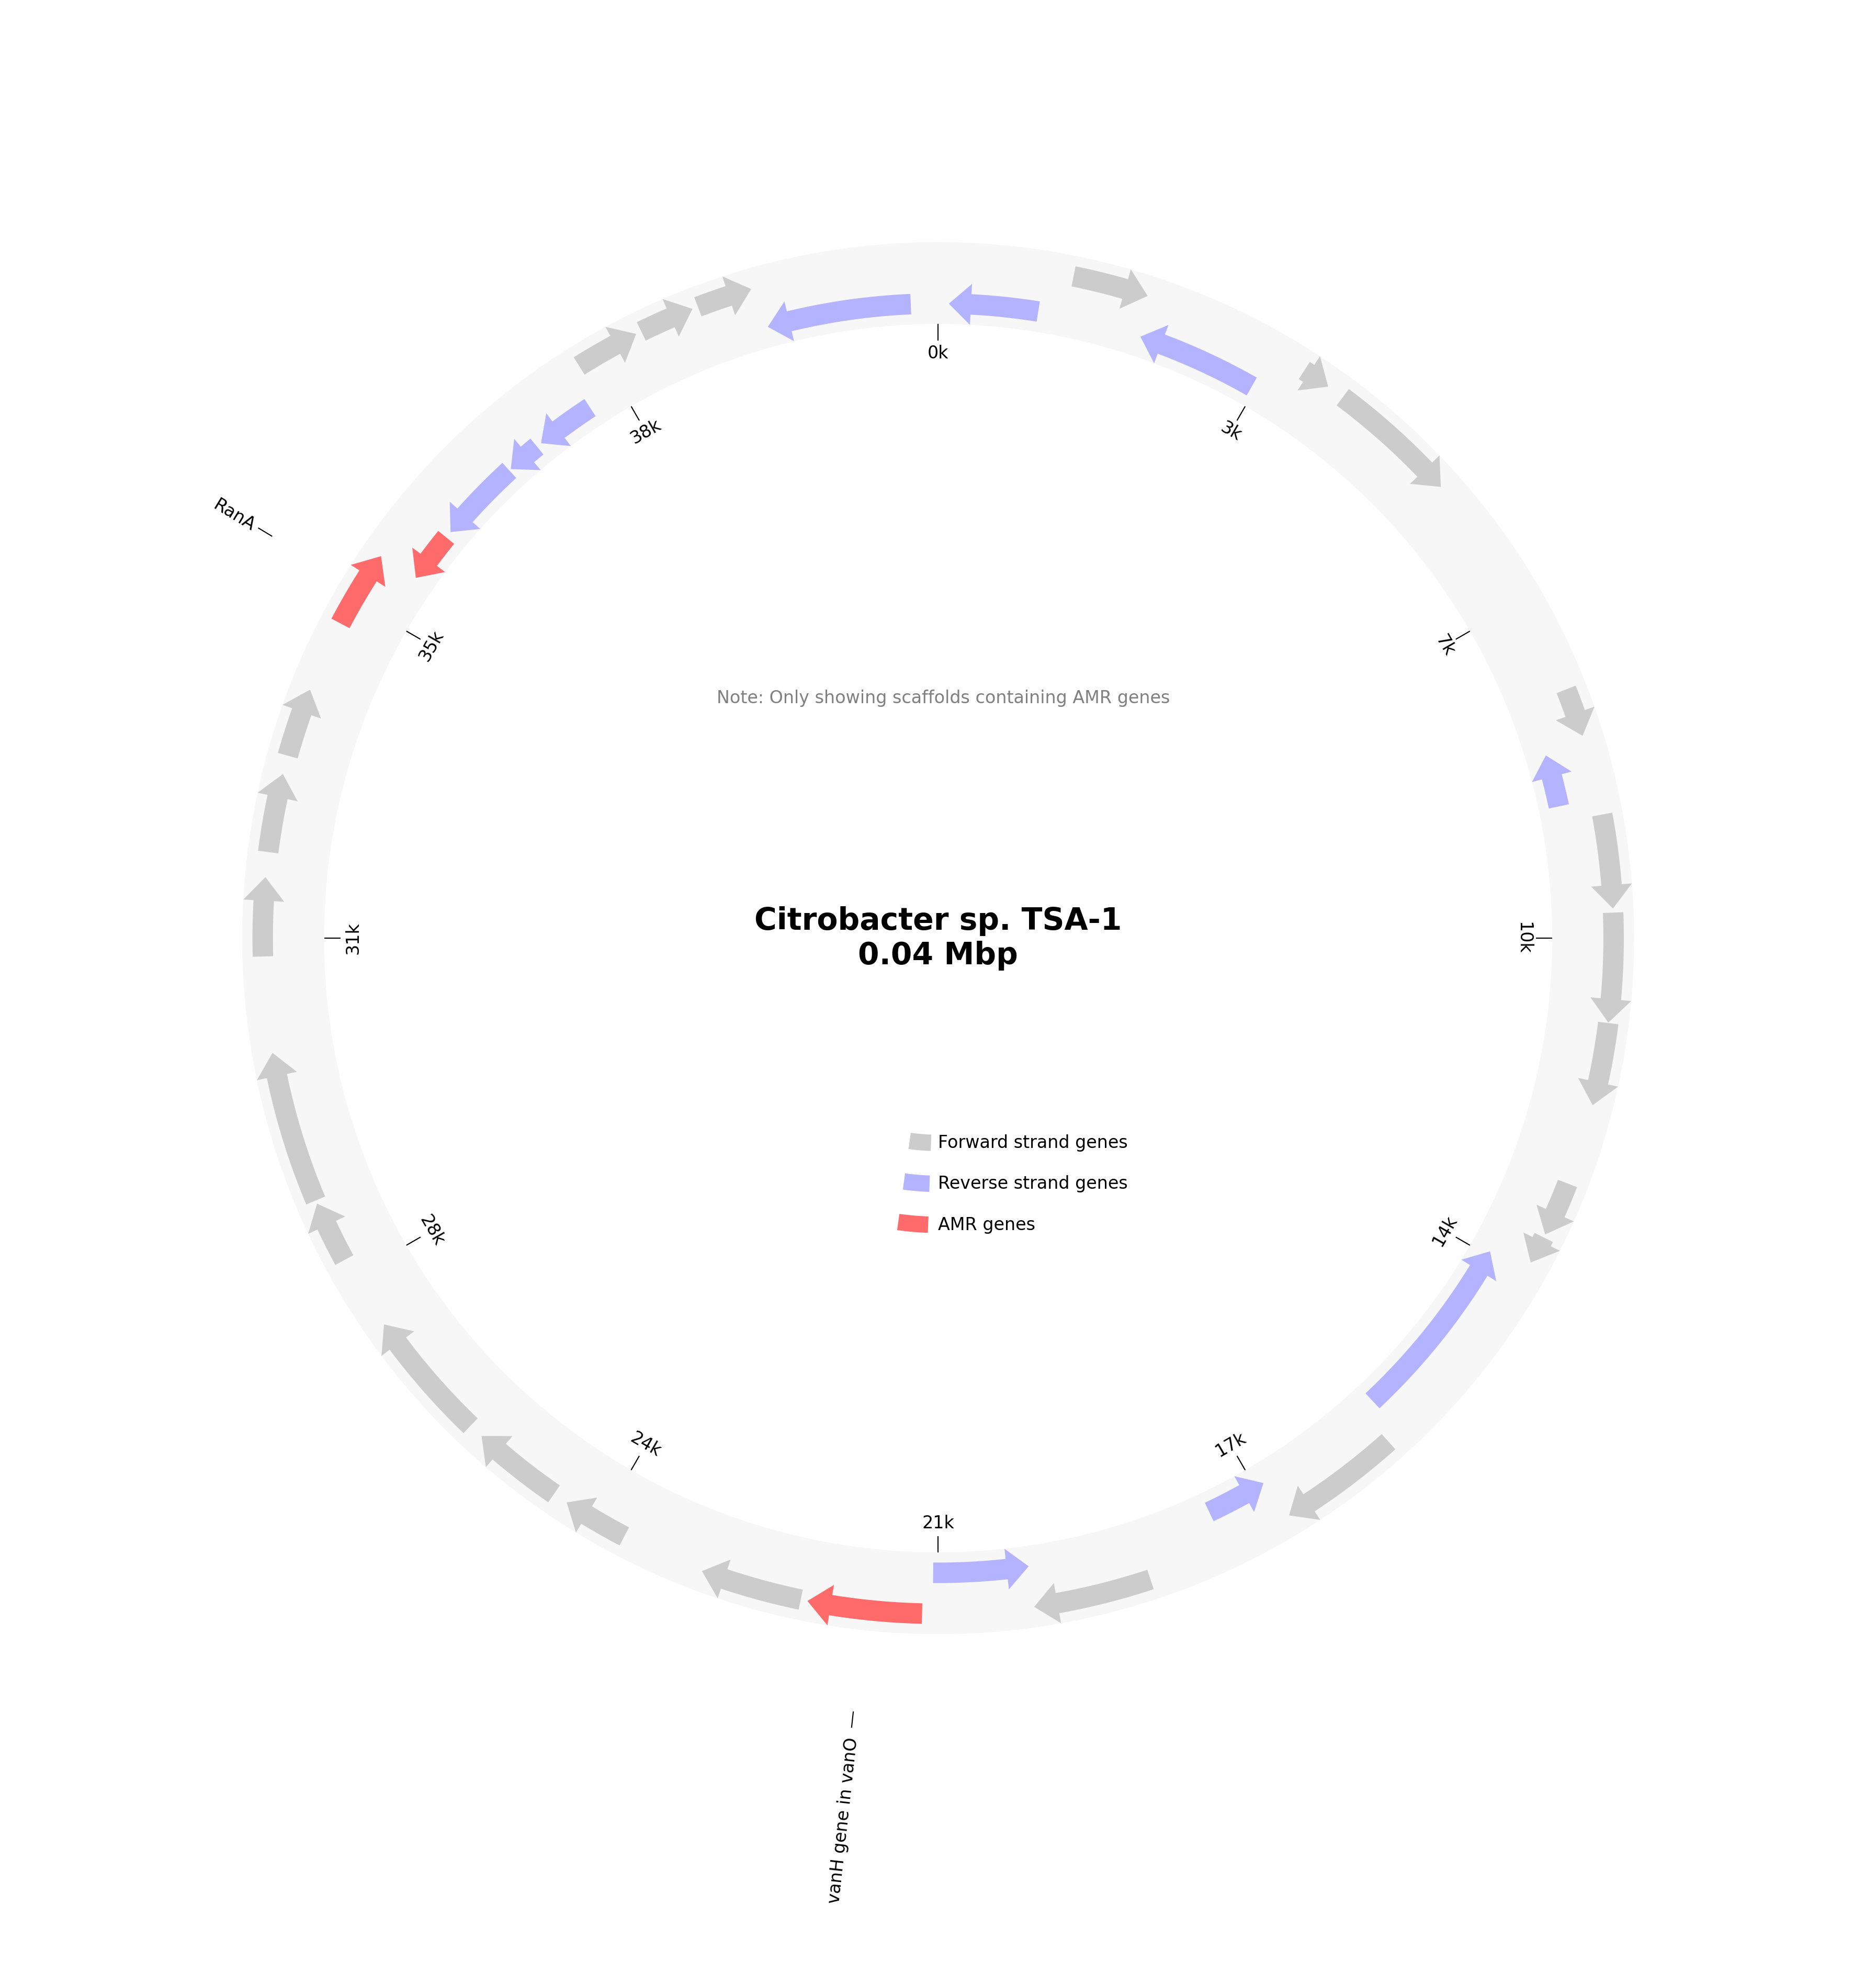 0k
3k
7k
10k
14k
17k
21k
24k
28k
31k
35k
38k
RanA
vanH gene in vanO
Note: Only showing scaffolds containing AMR genes
Citrobacter sp. TSA-1
0.04 Mbp
Forward strand genes
Reverse strand genes
AMR genes